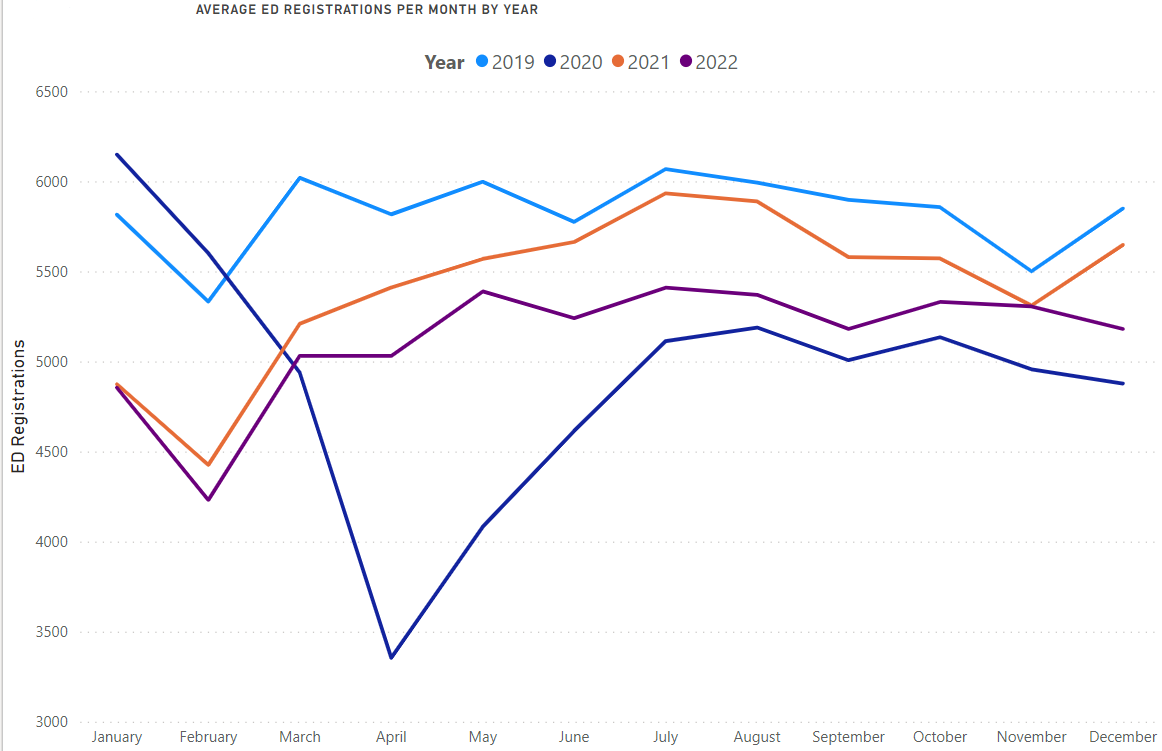 AVERAGE ED REGISTRATIONS PER MONTH BY YEAR
Year 2019 2020 2021 2022
6500
6000
5500
5000
4500
4000
3500
3000
ED Registrations
January February March April May June July August September October November December